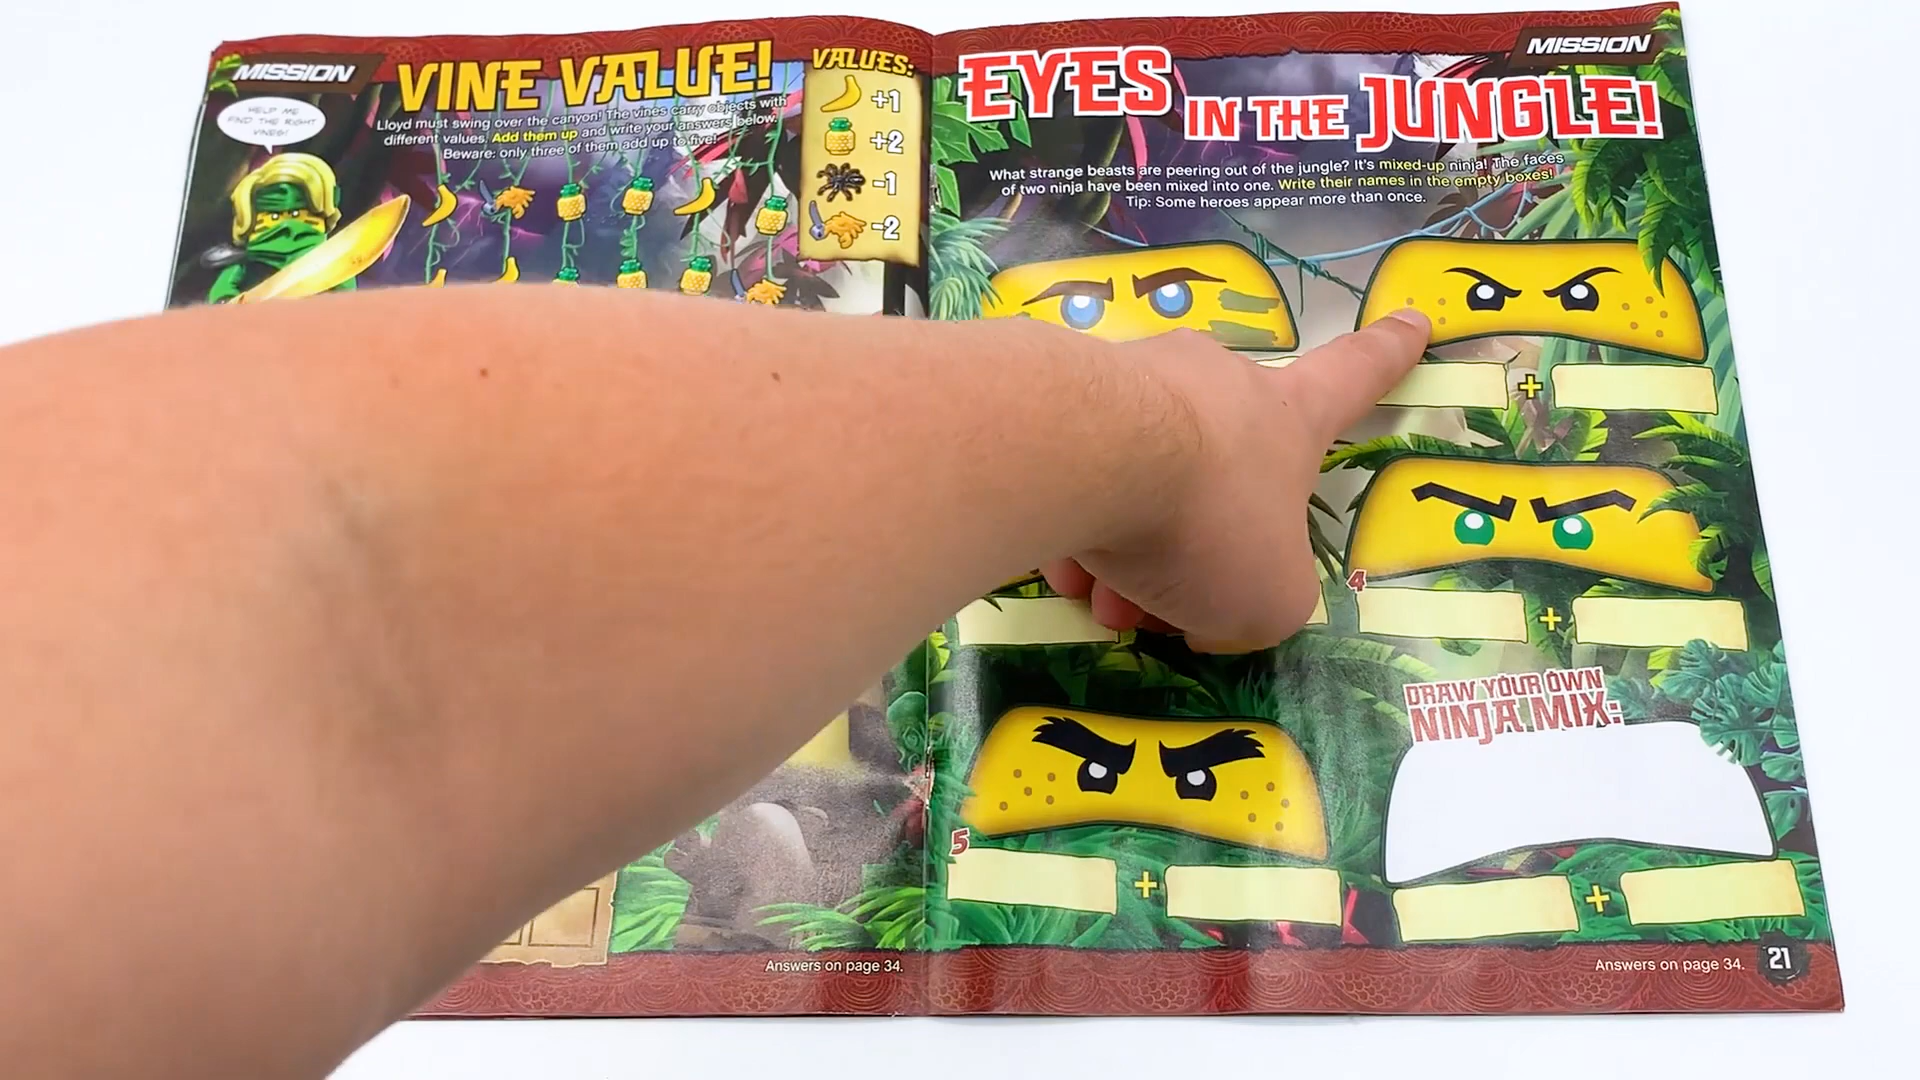 MISSION
VINE VALUE!
HELP ME
FIND THE RIGHT
VINES!
Lloyd must swing over the canyon! The vines carry objects with
different values. Add them up and write your answers below.
Beware: only three of them add up to five!
VALUES:
+1
+2
-1
-2
Answers on page 34.
MISSION
EYES IN THE JUNGLE!
What strange beasts are peering out of the jungle? It's mixed-up ninja! The faces
of two ninja have been mixed into one. Write their names in the empty boxes!
Tip: Some heroes appear more than once.
+
4
+
5
+
DRAW YOUR OWN
NINJA MIX:
+
Answers on page 34.
21